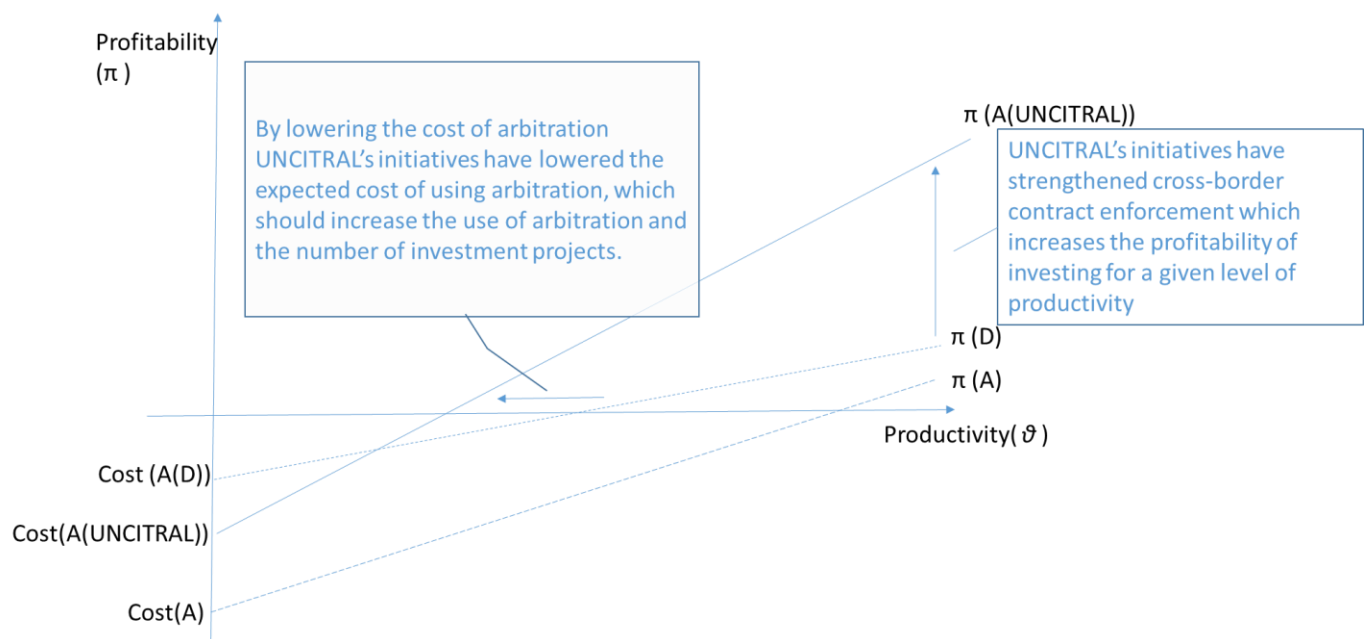 Profitability
(π )
By lowering the cost of arbitration
UNCITRAL’s initiatives have lowered the
expected cost of using arbitration, which
should increase the use of arbitration and
the number of investment projects.
π (A(UNCITRAL))
UNCITRAL’s initiatives have
strengthened cross-border
contract enforcement which
increases the profitability of
investing for a given level of
productivity
π (D)
π (A)
Productivity( ϑ )
Cost (A(D))
Cost(A(UNCITRAL))
Cost(A)